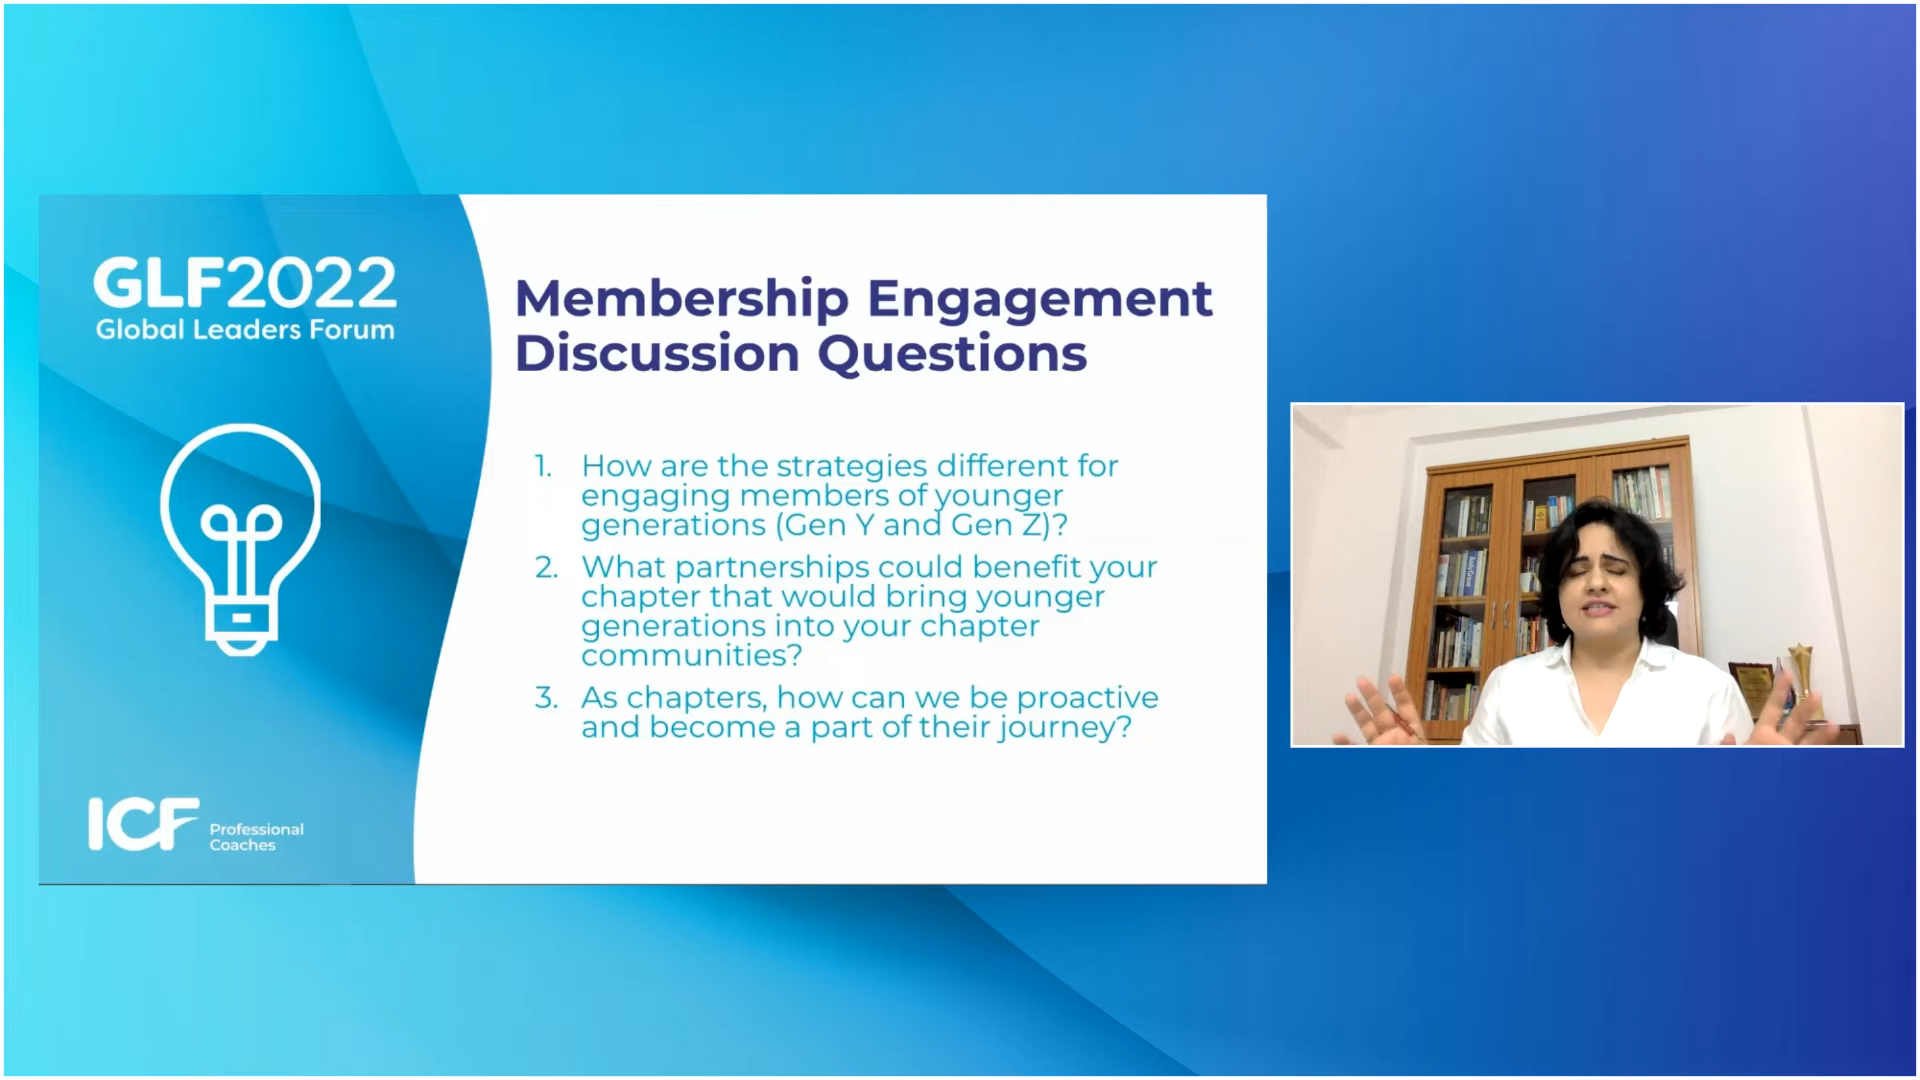 GLF2022
Global Leaders Forum
Membership Engagement
Discussion Questions
1. How are the strategies different for
engaging members of younger
generations (Gen Y and Gen Z)?
2. What partnerships could benefit your
chapter that would bring younger
generations into your chapter
communities?
3. As chapters, how can we be proactive
and become a part of their journey?
ICF Professional
Coaches